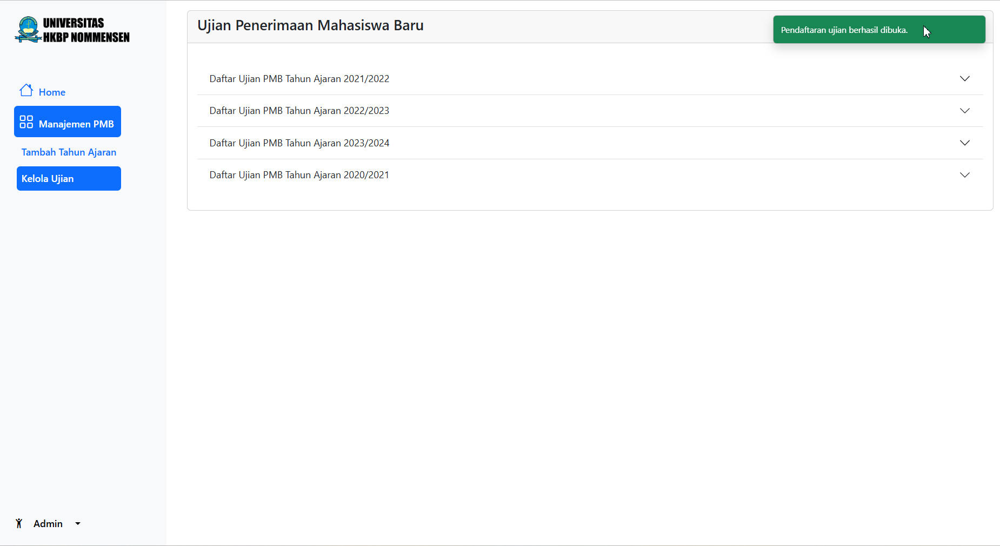 UNIVERSITAS
HKBP NOMMENSEN
Home
Manajemen PMB
Tambah Tahun Ajaran
Kelola Ujian
Admin
Ujian Penerimaan Mahasiswa Baru
Pendaftaran ujian berhasil dibuka.
Daftar Ujian PMB Tahun Ajaran 2021/2022
Daftar Ujian PMB Tahun Ajaran 2022/2023
Daftar Ujian PMB Tahun Ajaran 2023/2024
Daftar Ujian PMB Tahun Ajaran 2020/2021